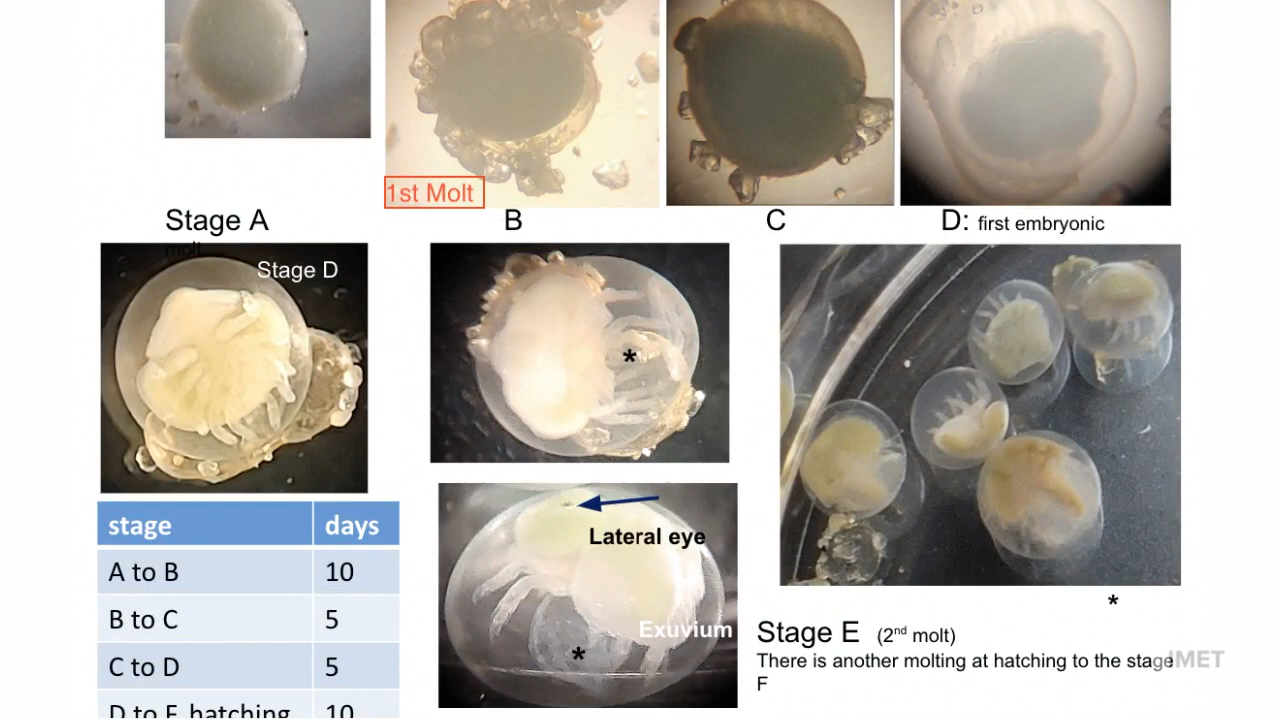 1st Molt
Stage A
B
C
D: first embryonic
molt
Stage D
*
Lateral eye
Exuvium
*
*
Stage E (2nd molt)
There is another molting at hatching to the stage
F
IMET
stage days
A to B 10
B to C 5
C to D 5
D to E hatching 10